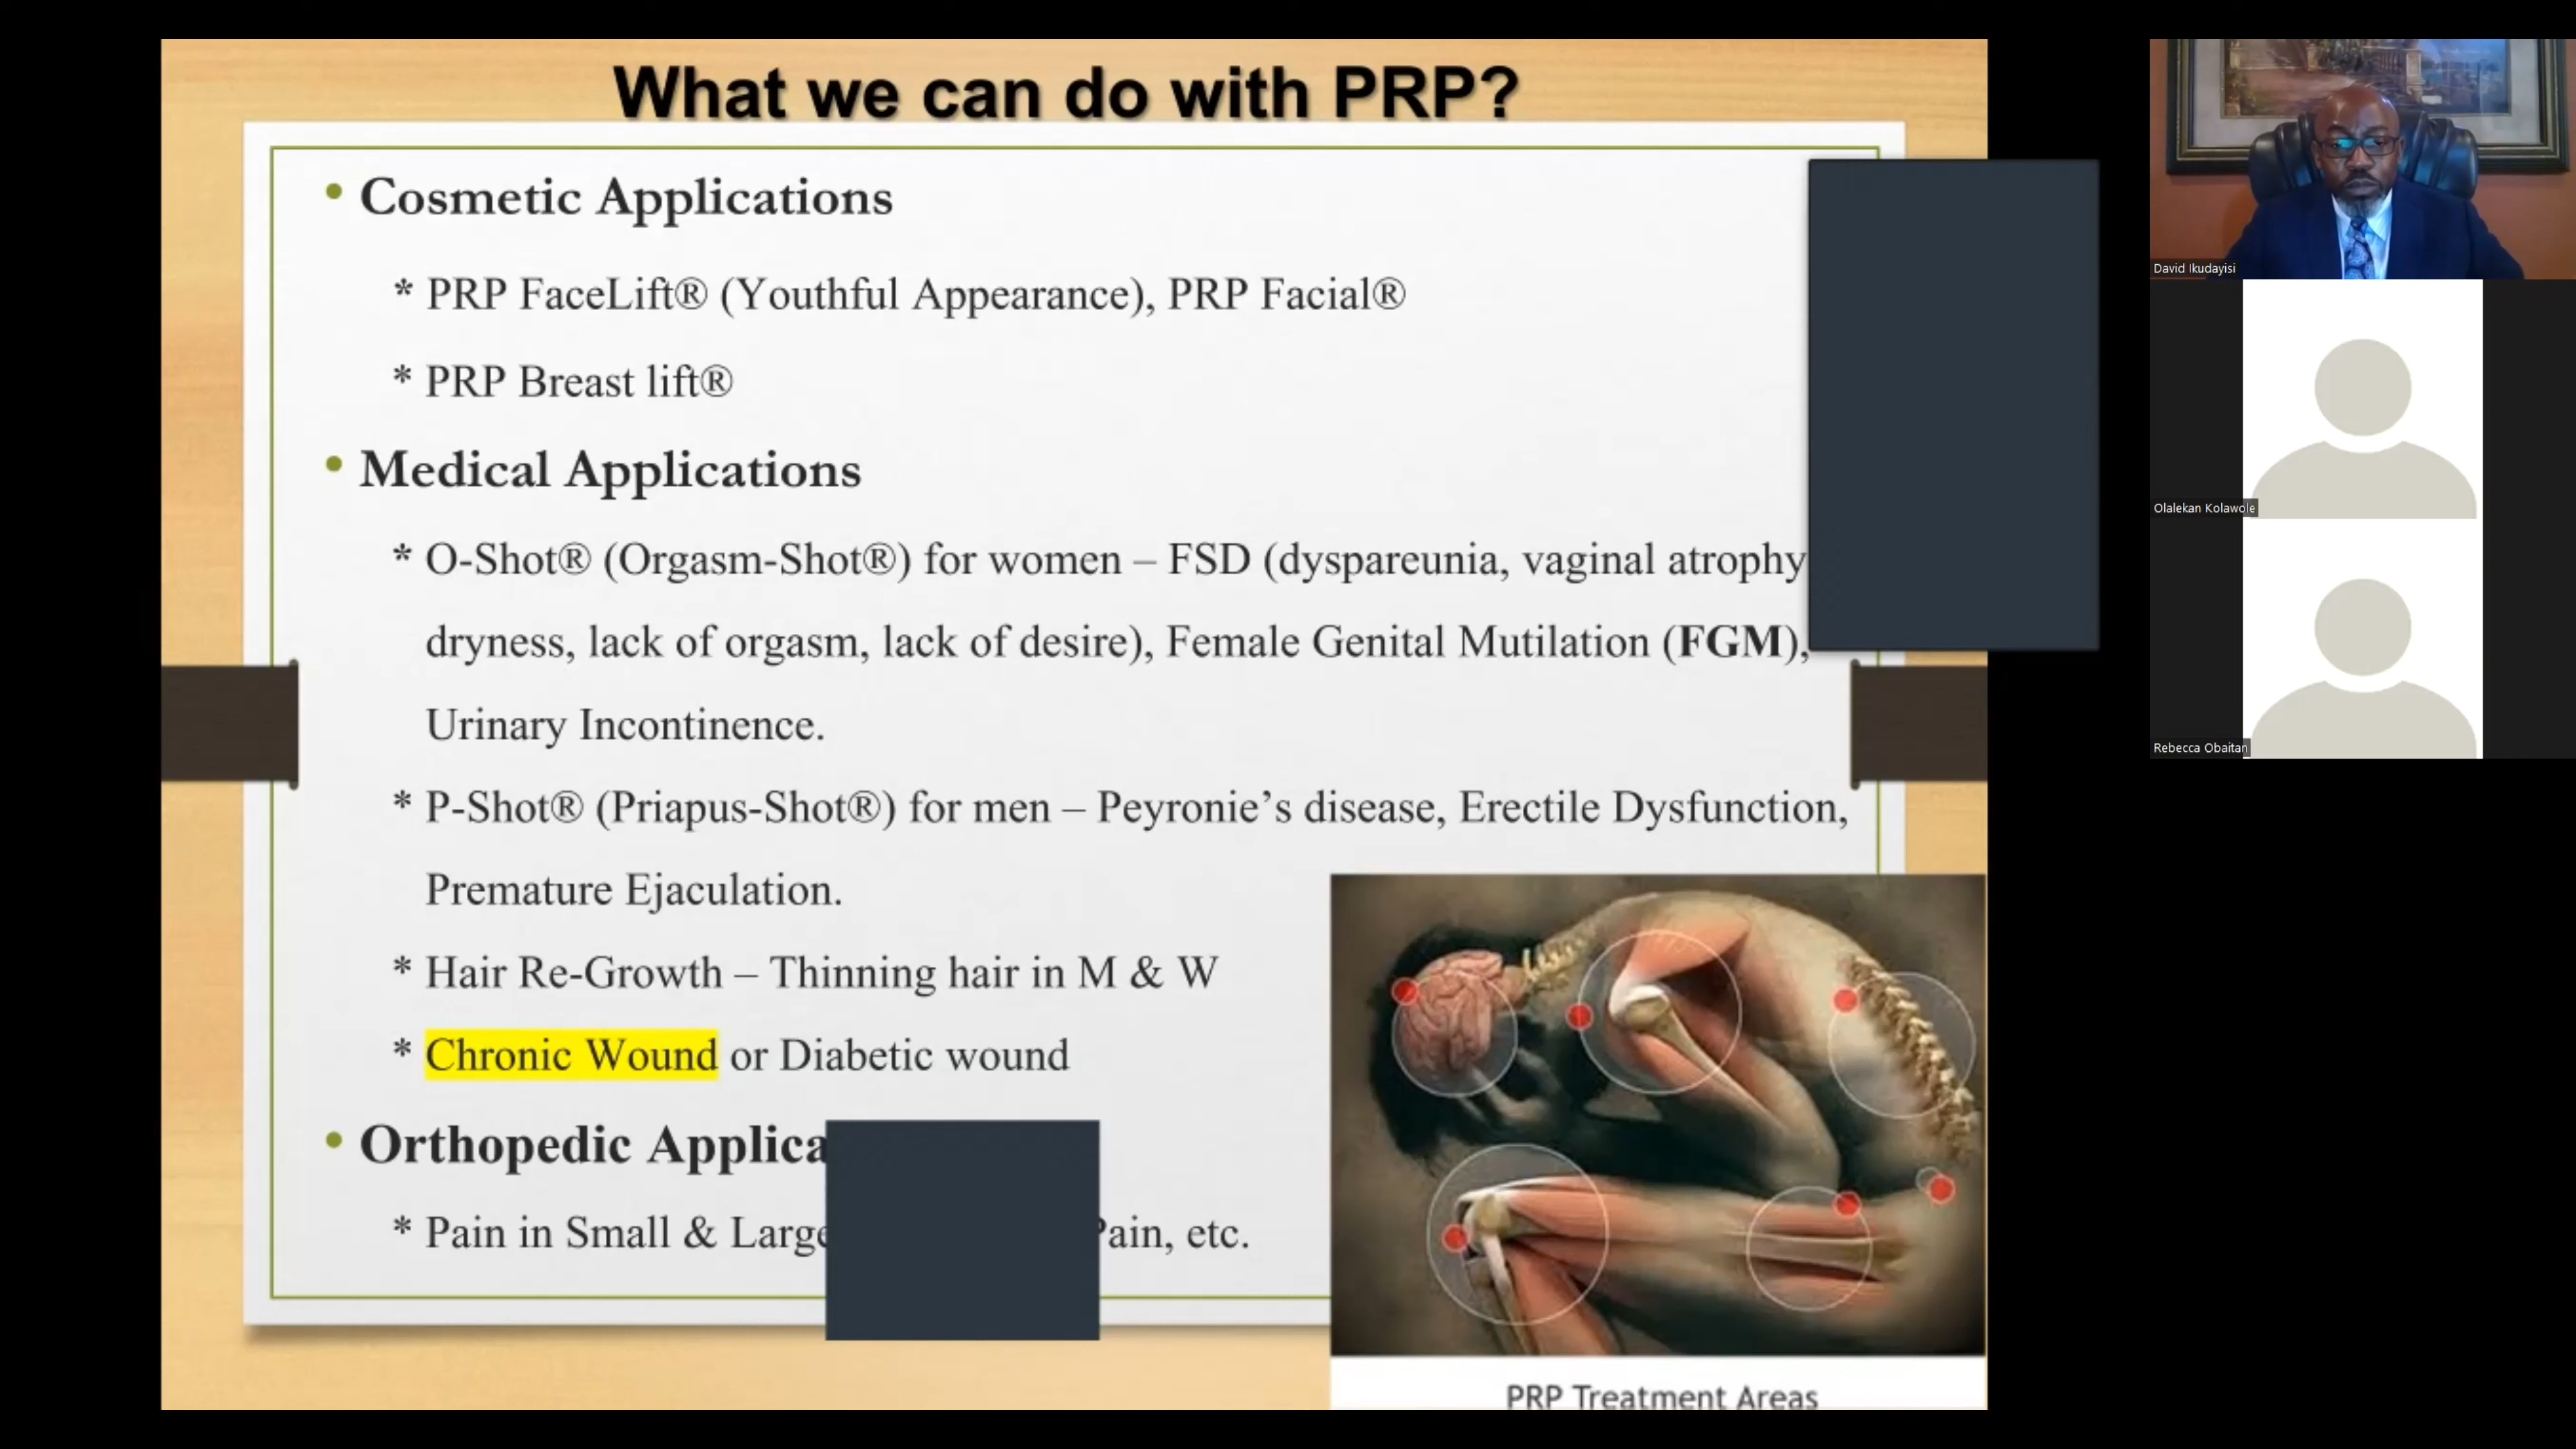 What we can do with PRP?
• Cosmetic Applications
* PRP FaceLift® (Youthful Appearance), PRP Facial®
* PRP Breast lift®
• Medical Applications
* O-Shot® (Orgasm-Shot®) for women – FSD (dyspareunia, vaginal atrophy
dryness, lack of orgasm, lack of desire), Female Genital Mutilation (FGM),
Urinary Incontinence.
* P-Shot® (Priapus-Shot®) for men – Peyronie’s disease, Erectile Dysfunction,
Premature Ejaculation.
* Hair Re-Growth – Thinning hair in M & W
* Chronic Wound or Diabetic wound
• Orthopedic
* Pain in Small & Large Pain, etc.
PRP Treatment Areas
David Ikudayisi
Olalekan Kolawole
Rebecca Obaitan